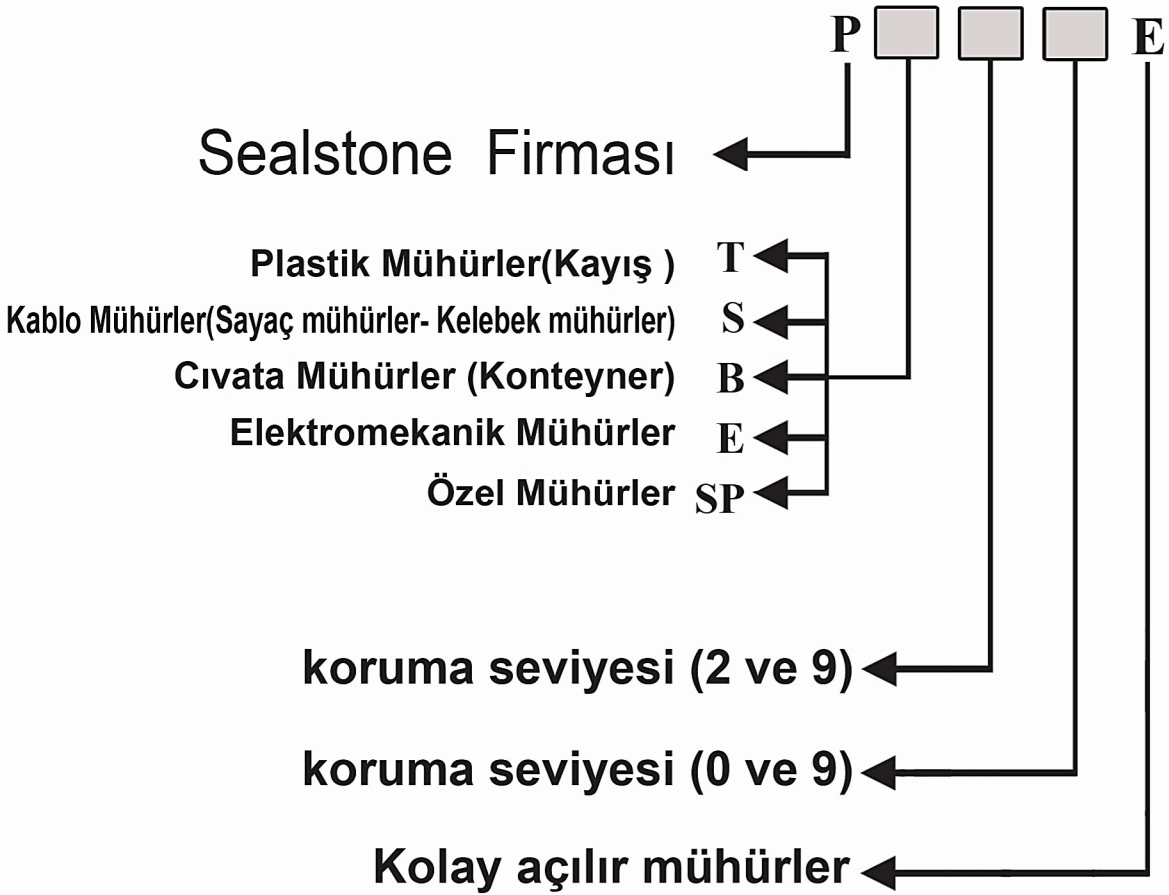 P E
Sealstone Firması
Plastik Mühürler(Kayış ) T
Kablo Mühürler(Sayaç mühürler- Kelebek mühürler) S
Cıvata Mühürler (Konteyner) B
Elektromekanik Mühürler E
Özel Mühürler SP
koruma seviyesi (2 ve 9)
koruma seviyesi (0 ve 9)
Kolay açılır mühürler